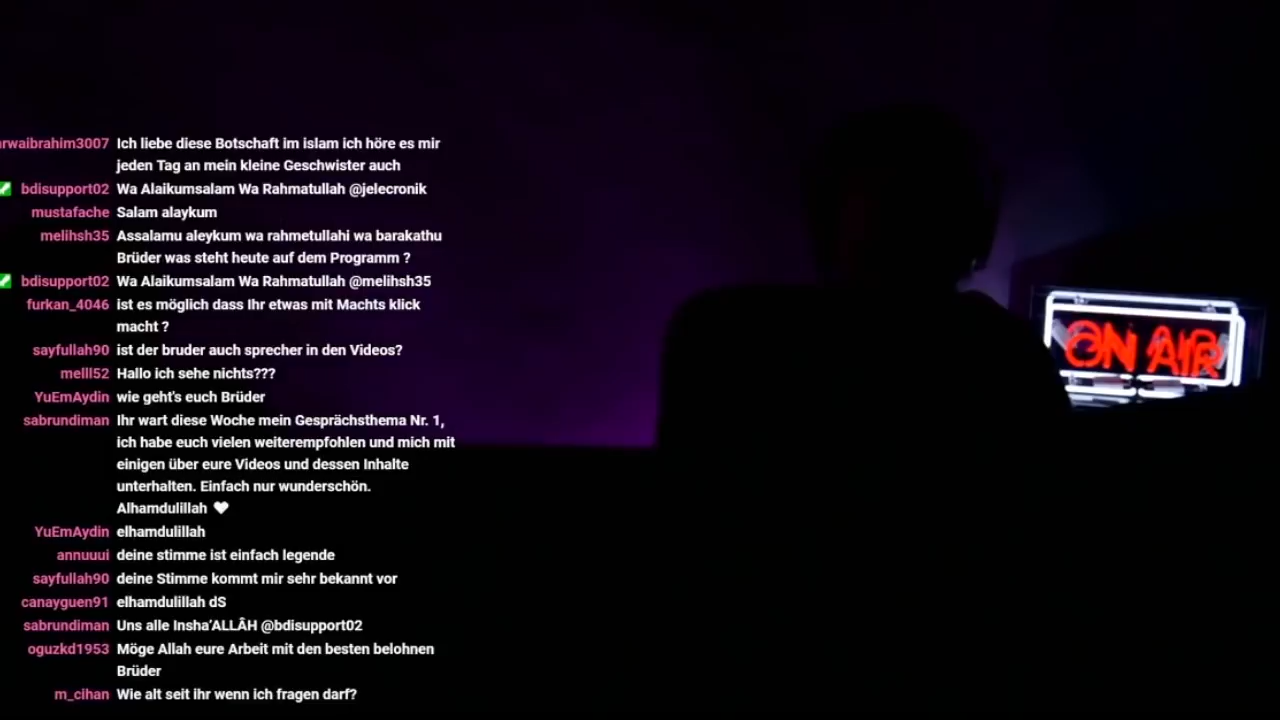 rwaibrahim3007 Ich liebe diese Botschaft im islam ich höre es mir
jeden Tag an mein kleine Geschwister auch
bdisupport02 Wa Alaikumsalam Wa Rahmatullah @jelecronik
mustafache Salam alaykum
melihsh35 Assalamu aleykum wa rahmetullahi wa barakathu
Brüder was steht heute auf dem Programm ?
bdisupport02 Wa Alaikumsalam Wa Rahmatullah @melihsh35
furkan_4046 ist es möglich dass Ihr etwas mit Machts klick
macht ?
sayfullah90 ist der bruder auch sprecher in den Videos?
melll52 Hallo ich sehe nichts???
YuEmAydin wie geht's euch Brüder
sabrundiman Ihr wart diese Woche mein Gesprächsthema Nr. 1,
ich habe euch vielen weiterempfohlen und mich mit
einigen über eure Videos und dessen Inhalte
unterhalten. Einfach nur wunderschön.
Alhamdulillah
YuEmAydin elhamdulillah
annuuui deine stimme ist einfach legende
sayfullah90 deine Stimme kommt mir sehr bekannt vor
canayguen91 elhamdulillah dS
sabrundiman Uns alle Insha'ALLÂH @bdisupport02
oguzkd1953 Möge Allah eure Arbeit mit den besten belohnen
Brüder
m_cihan Wie alt seit ihr wenn ich fragen darf?
ON AIR